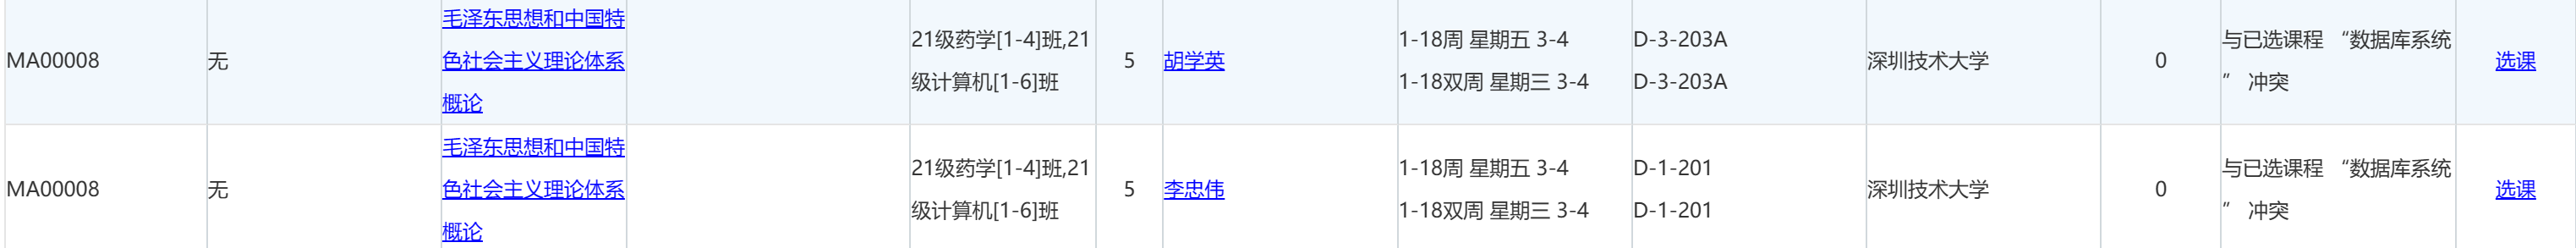 MA00008
无
毛泽东思想和中国特
色社会主义理论体系
概论
21级药学[1-4]班,21
级计算机[1-6]班
5
胡学英
1-18周 星期五 3-4
1-18双周 星期三 3-4
D-3-203A
D-3-203A
深圳技术大学
0
与已选课程 “数据库系统
” 冲突
选课
MA00008
无
毛泽东思想和中国特
色社会主义理论体系
概论
21级药学[1-4]班,21
级计算机[1-6]班
5
李忠伟
1-18周 星期五 3-4
1-18双周 星期三 3-4
D-1-201
D-1-201
深圳技术大学
0
与已选课程 “数据库系统
” 冲突
选课